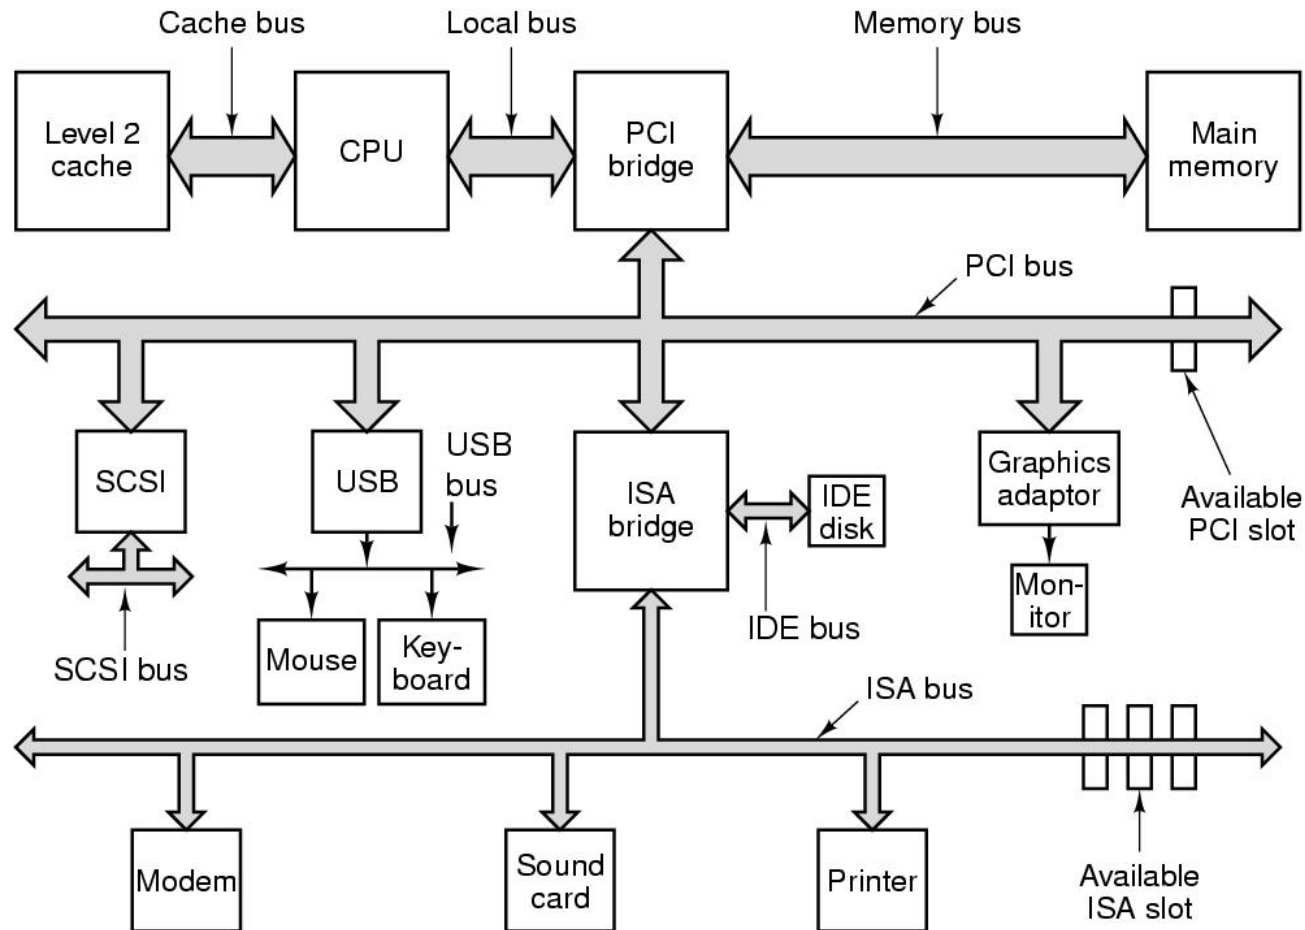 Cache bus
Local bus
Memory bus
Level 2
cache
CPU
PCI
bridge
Main
memory
PCI bus
SCSI
USB
USB
bus
ISA
bridge
IDE
disk
Graphics
adaptor
Available
PCI slot
Mon-
itor
IDE bus
SCSI bus
Mouse
Key-
board
ISA bus
Modem
Sound
card
Printer
Available
ISA slot